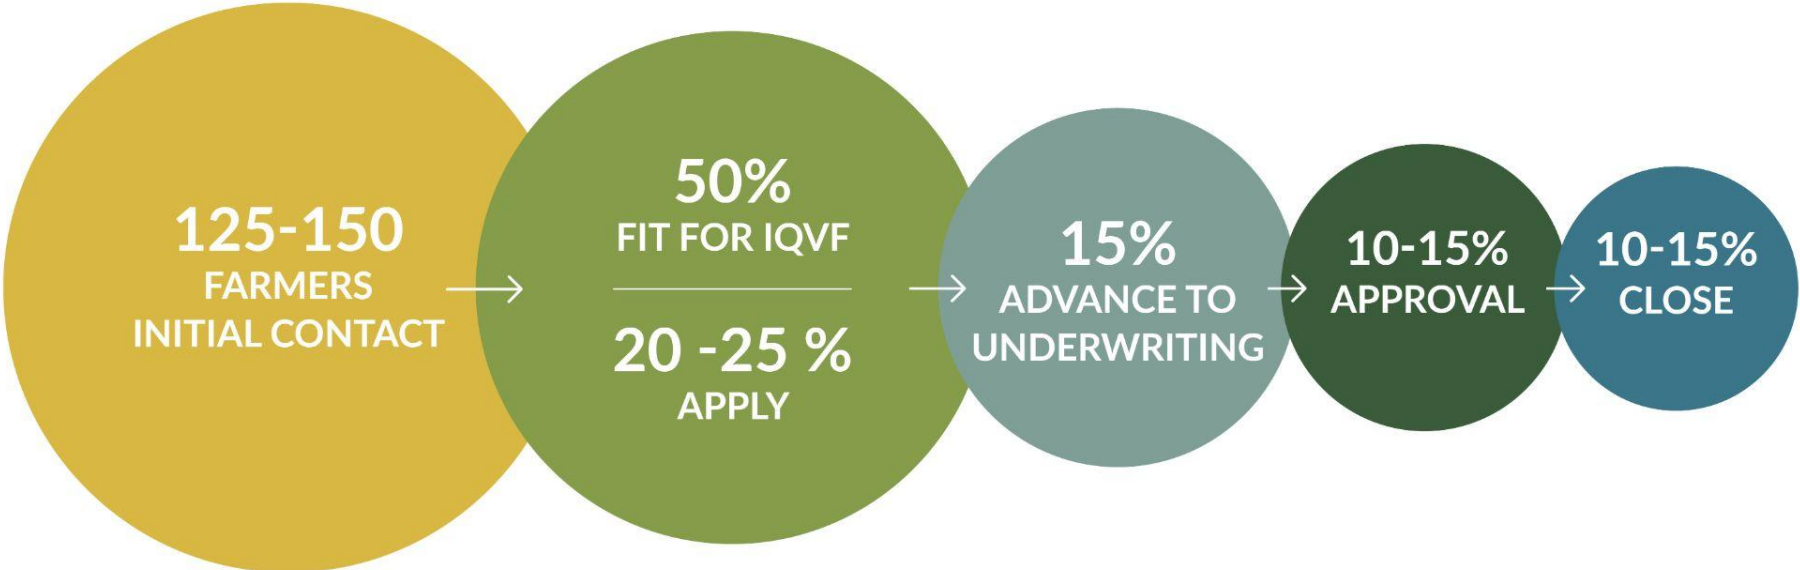 125-150
FARMERS
INITIAL CONTACT
50%
FIT FOR IQVF
20 -25 %
APPLY
15%
ADVANCE TO
UNDERWRITING
10-15%
APPROVAL
10-15%
CLOSE